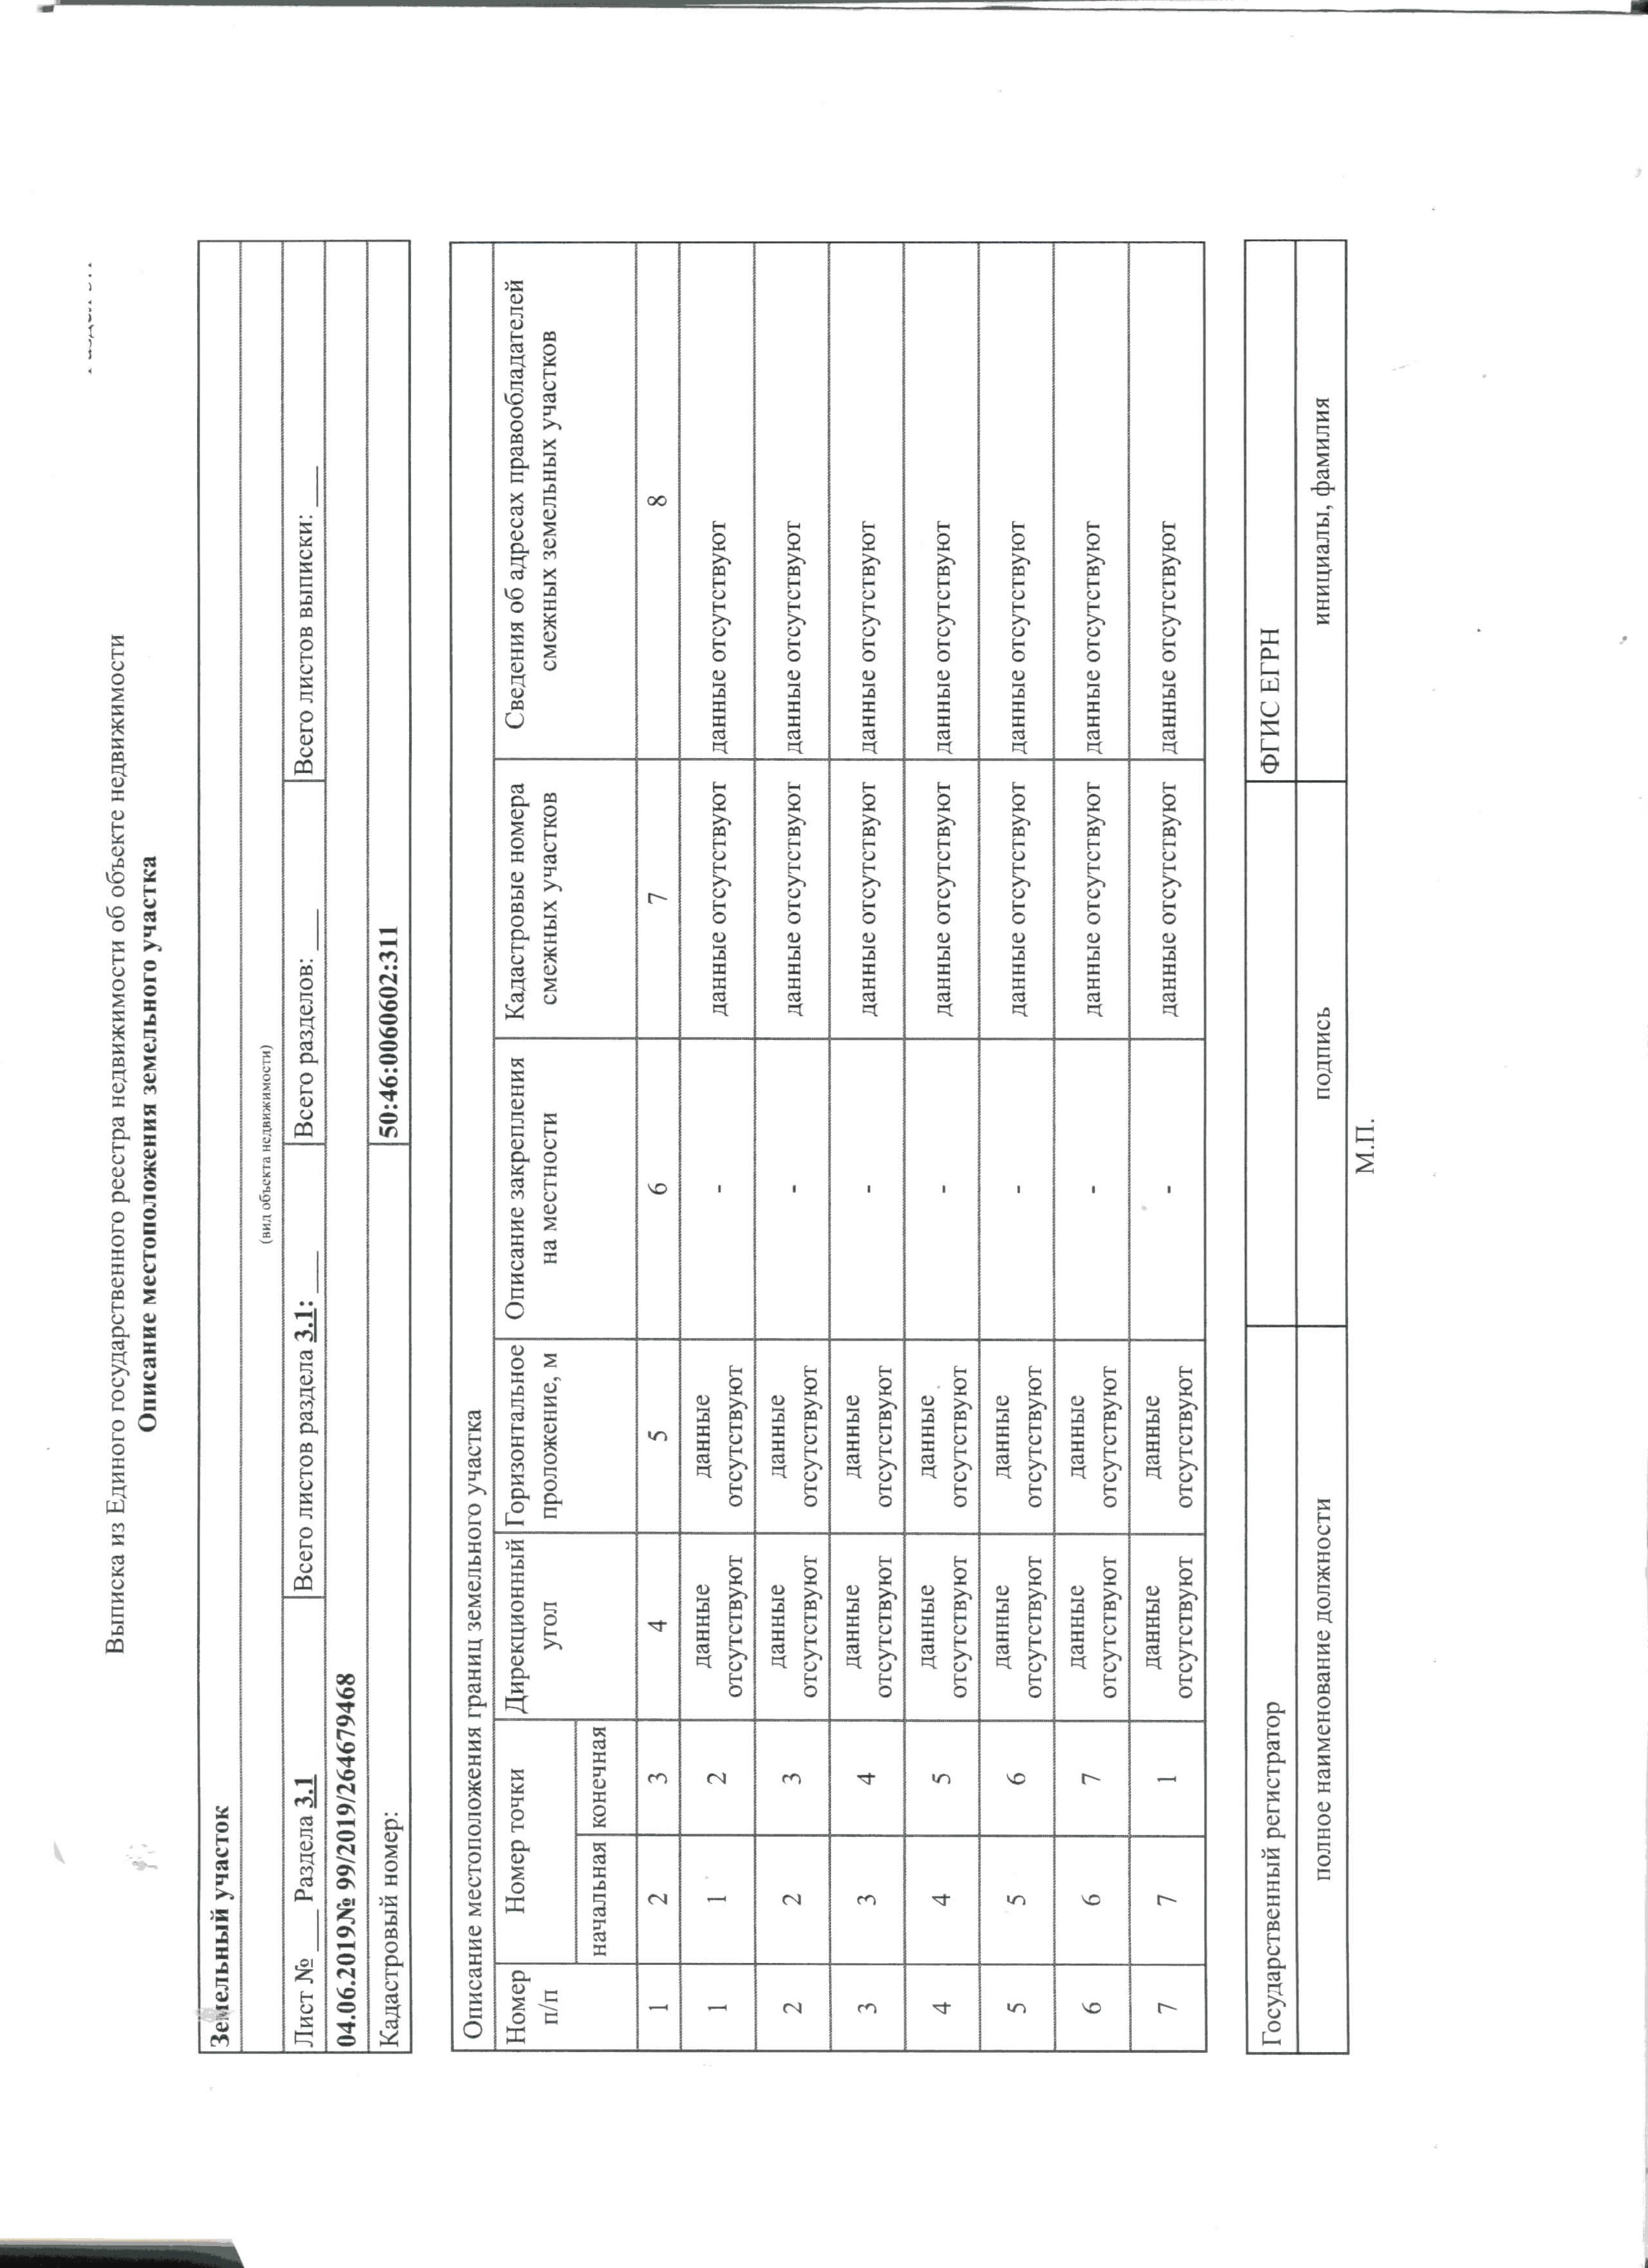 Выписка из Единого государственного реестра недвижимости об объекте недвижимости
Описание местоположения земельного участка
Земельный участок
(вид объекта недвижимости)
Лист № ___ Раздела 3.1 Всего листов раздела 3.1: ___ Всего разделов: ___ Всего листов выписки: ___
04.06.2019№ 99/2019/264679468
Кадастровый номер: 50:46:0060602:311
Описание местоположения границ земельного участка
Номер п/п Номер точки Дирекционный угол Горизонтальное проложение, м Описание закрепления на местности Кадастровые номера смежных участков Сведения об адресах правообладателей смежных земельных участков
начальная конечная
1 2 3 4 5 6 7 8
1 1 2 данные отсутствуют данные отсутствуют - данные отсутствуют данные отсутствуют
2 2 3 данные отсутствуют данные отсутствуют - данные отсутствуют данные отсутствуют
3 3 4 данные отсутствуют данные отсутствуют - данные отсутствуют данные отсутствуют
4 4 5 данные отсутствуют данные отсутствуют - данные отсутствуют данные отсутствуют
5 5 6 данные отсутствуют данные отсутствуют - данные отсутствуют данные отсутствуют
6 6 7 данные отсутствуют данные отсутствуют - данные отсутствуют данные отсутствуют
7 7 1 данные отсутствуют данные отсутствуют - данные отсутствуют данные отсутствуют
Государственный регистратор ФГИС ЕГРН
полное наименование должности подпись инициалы, фамилия
М.П.